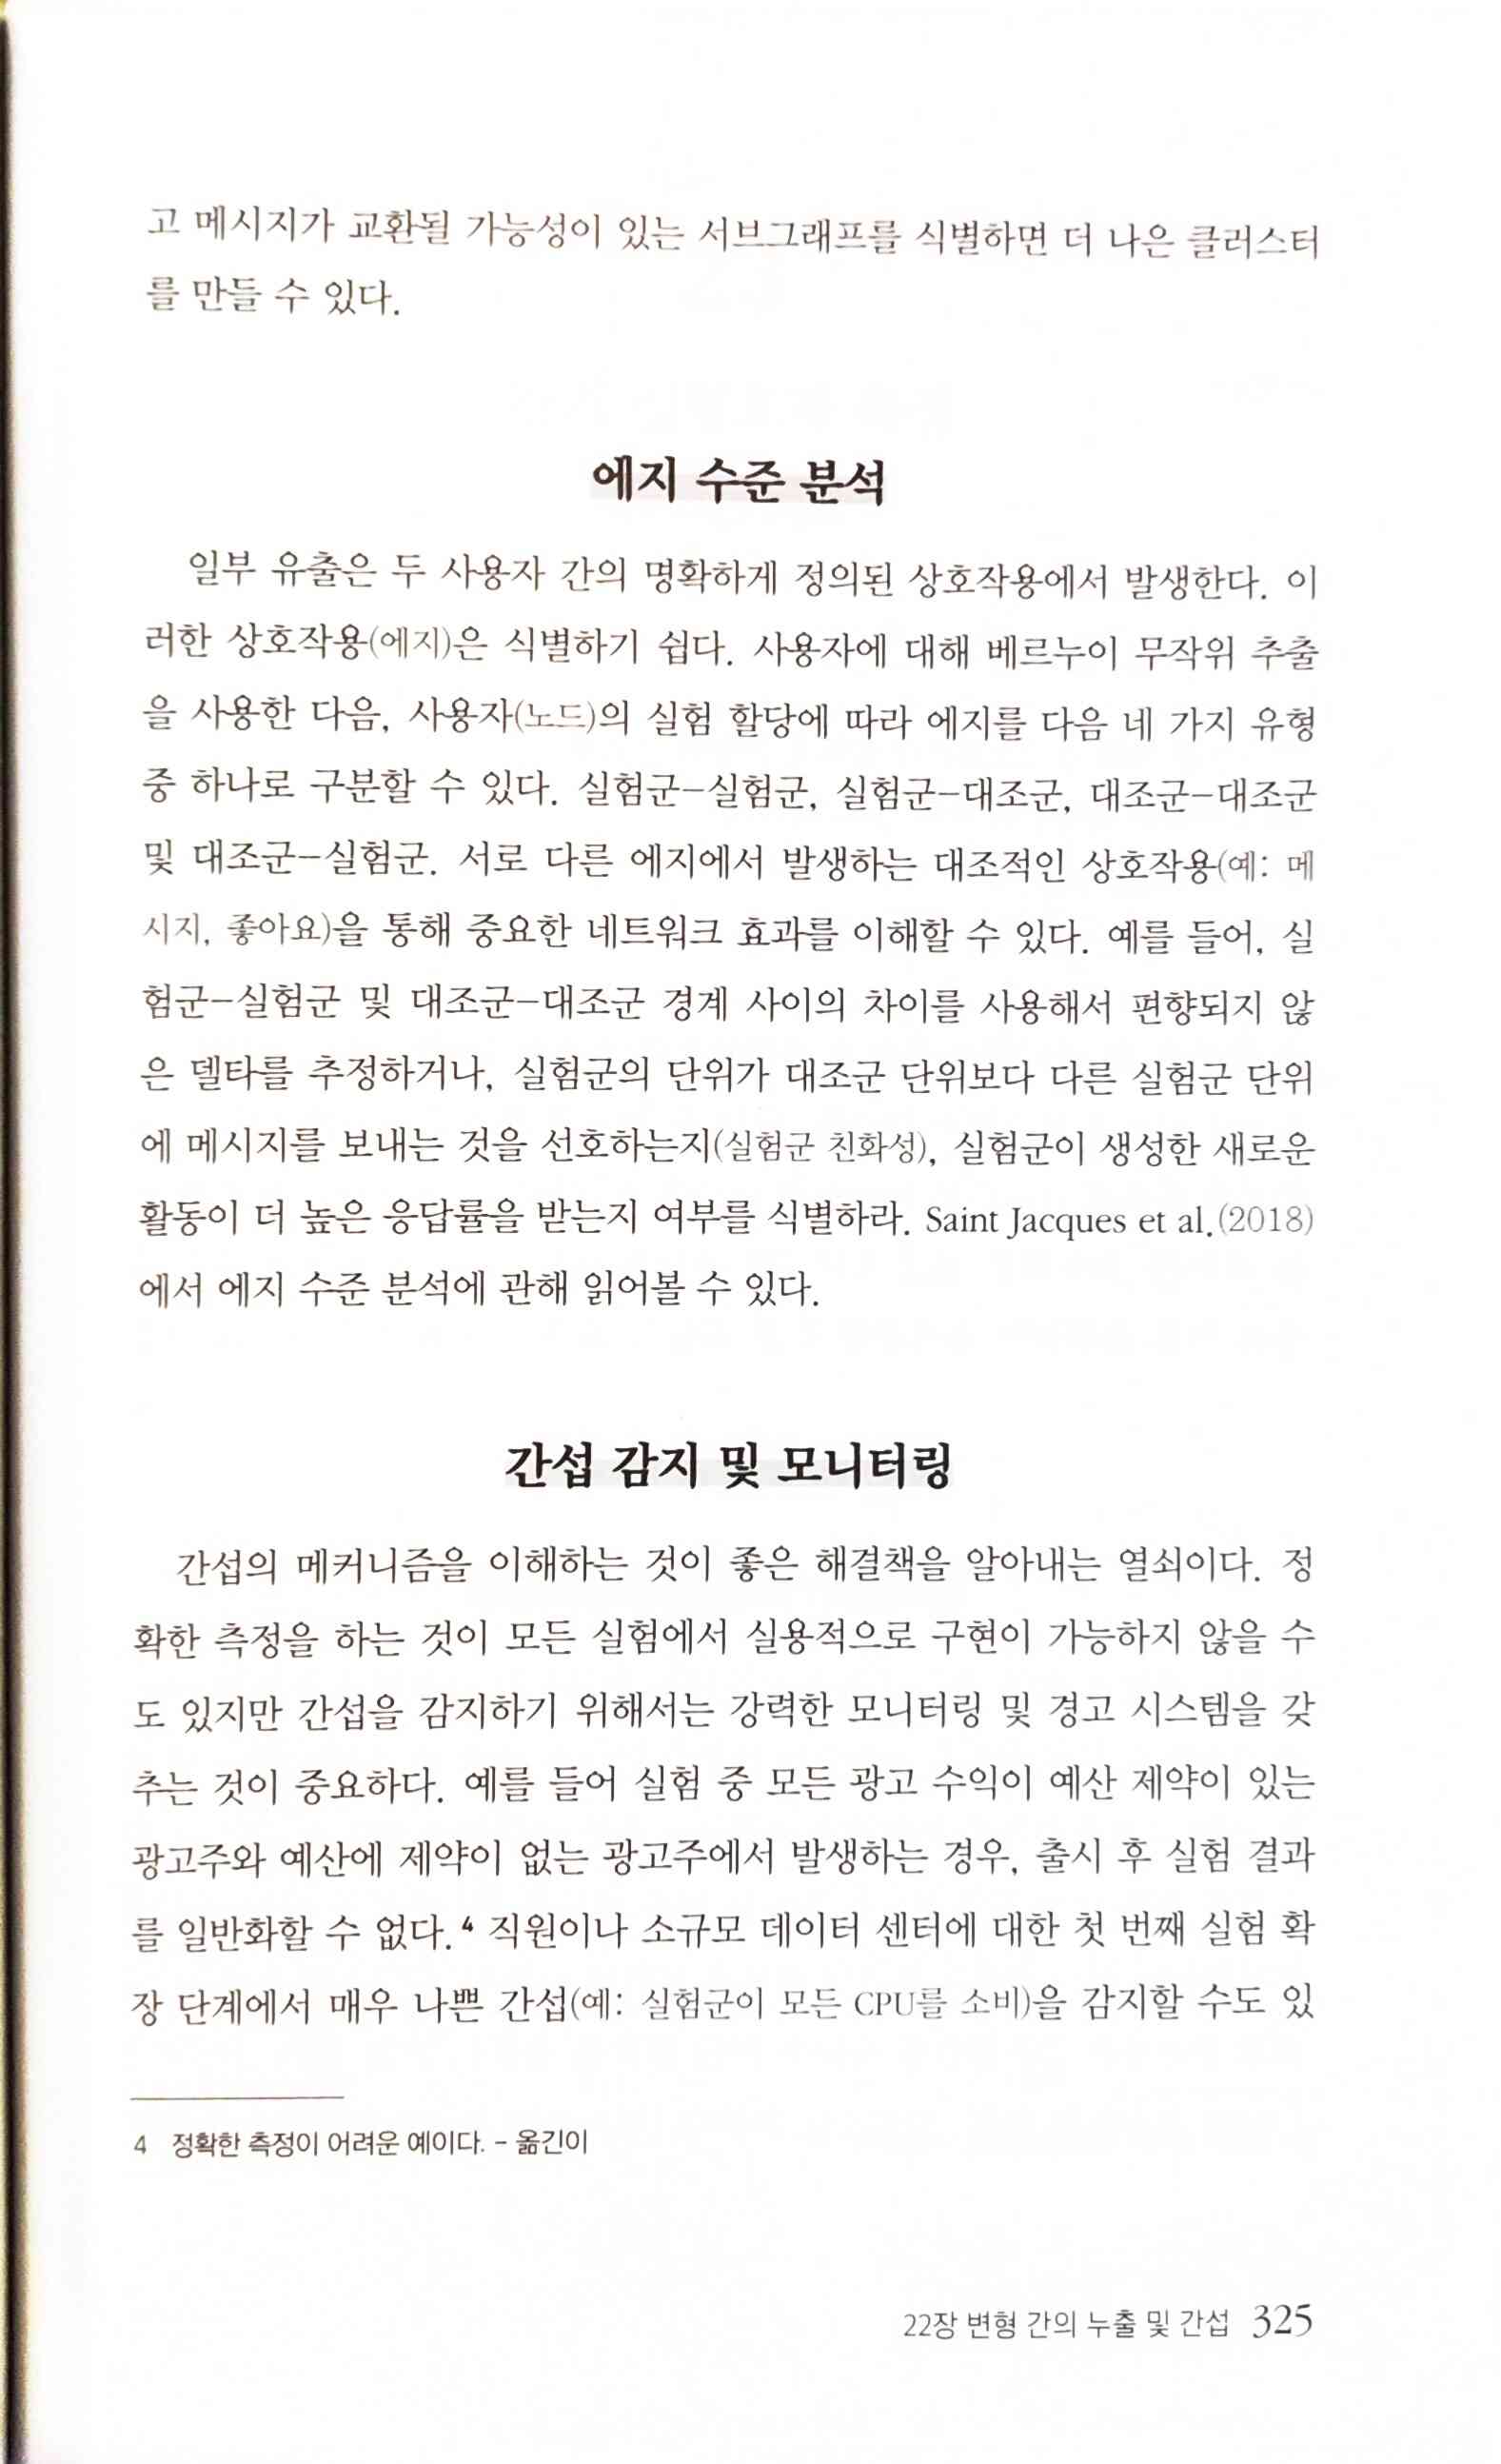 고 메시지가 교환될 가능성이 있는 서브그래프를 식별하면 더 나은 클러스터
를 만들 수 있다.
에지 수준 분석
일부 유출은 두 사용자 간의 명확하게 정의된 상호작용에서 발생한다. 이
러한 상호작용(에지)은 식별하기 쉽다. 사용자에 대해 베르누이 무작위 추출
을 사용한 다음, 사용자(노드)의 실험 할당에 따라 에지를 다음 네 가지 유형
중 하나로 구분할 수 있다. 실험군-실험군, 실험군-대조군, 대조군-대조군
및 대조군-실험군. 서로 다른 에지에서 발생하는 대조적인 상호작용(예: 메
시지, 좋아요)을 통해 중요한 네트워크 효과를 이해할 수 있다. 예를 들어, 실
험군-실험군 및 대조군-대조군 경계 사이의 차이를 사용해서 편향되지 않
은 델타를 추정하거나, 실험군의 단위가 대조군 단위보다 다른 실험군 단위
에 메시지를 보내는 것을 선호하는지(실험군 친화성), 실험군이 생성한 새로운
활동이 더 높은 응답률을 받는지 여부를 식별하라. Saint Jacques et al.(2018)
에서 에지 수준 분석에 관해 읽어볼 수 있다.
간섭 감지 및 모니터링
간섭의 메커니즘을 이해하는 것이 좋은 해결책을 알아내는 열쇠이다. 정
확한 측정을 하는 것이 모든 실험에서 실용적으로 구현이 가능하지 않을 수
도 있지만 간섭을 감지하기 위해서는 강력한 모니터링 및 경고 시스템을 갖
추는 것이 중요하다. 예를 들어 실험 중 모든 광고 수익이 예산 제약이 있는
광고주와 예산에 제약이 없는 광고주에서 발생하는 경우, 출시 후 실험 결과
를 일반화할 수 없다.4 직원이나 소규모 데이터 센터에 대한 첫 번째 실험 확
장 단계에서 매우 나쁜 간섭(예: 실험군이 모든 CPU를 소비)을 감지할 수도 있
4 정확한 측정이 어려운 예이다. - 옮긴이
22장 변형 간의 누출 및 간섭 325